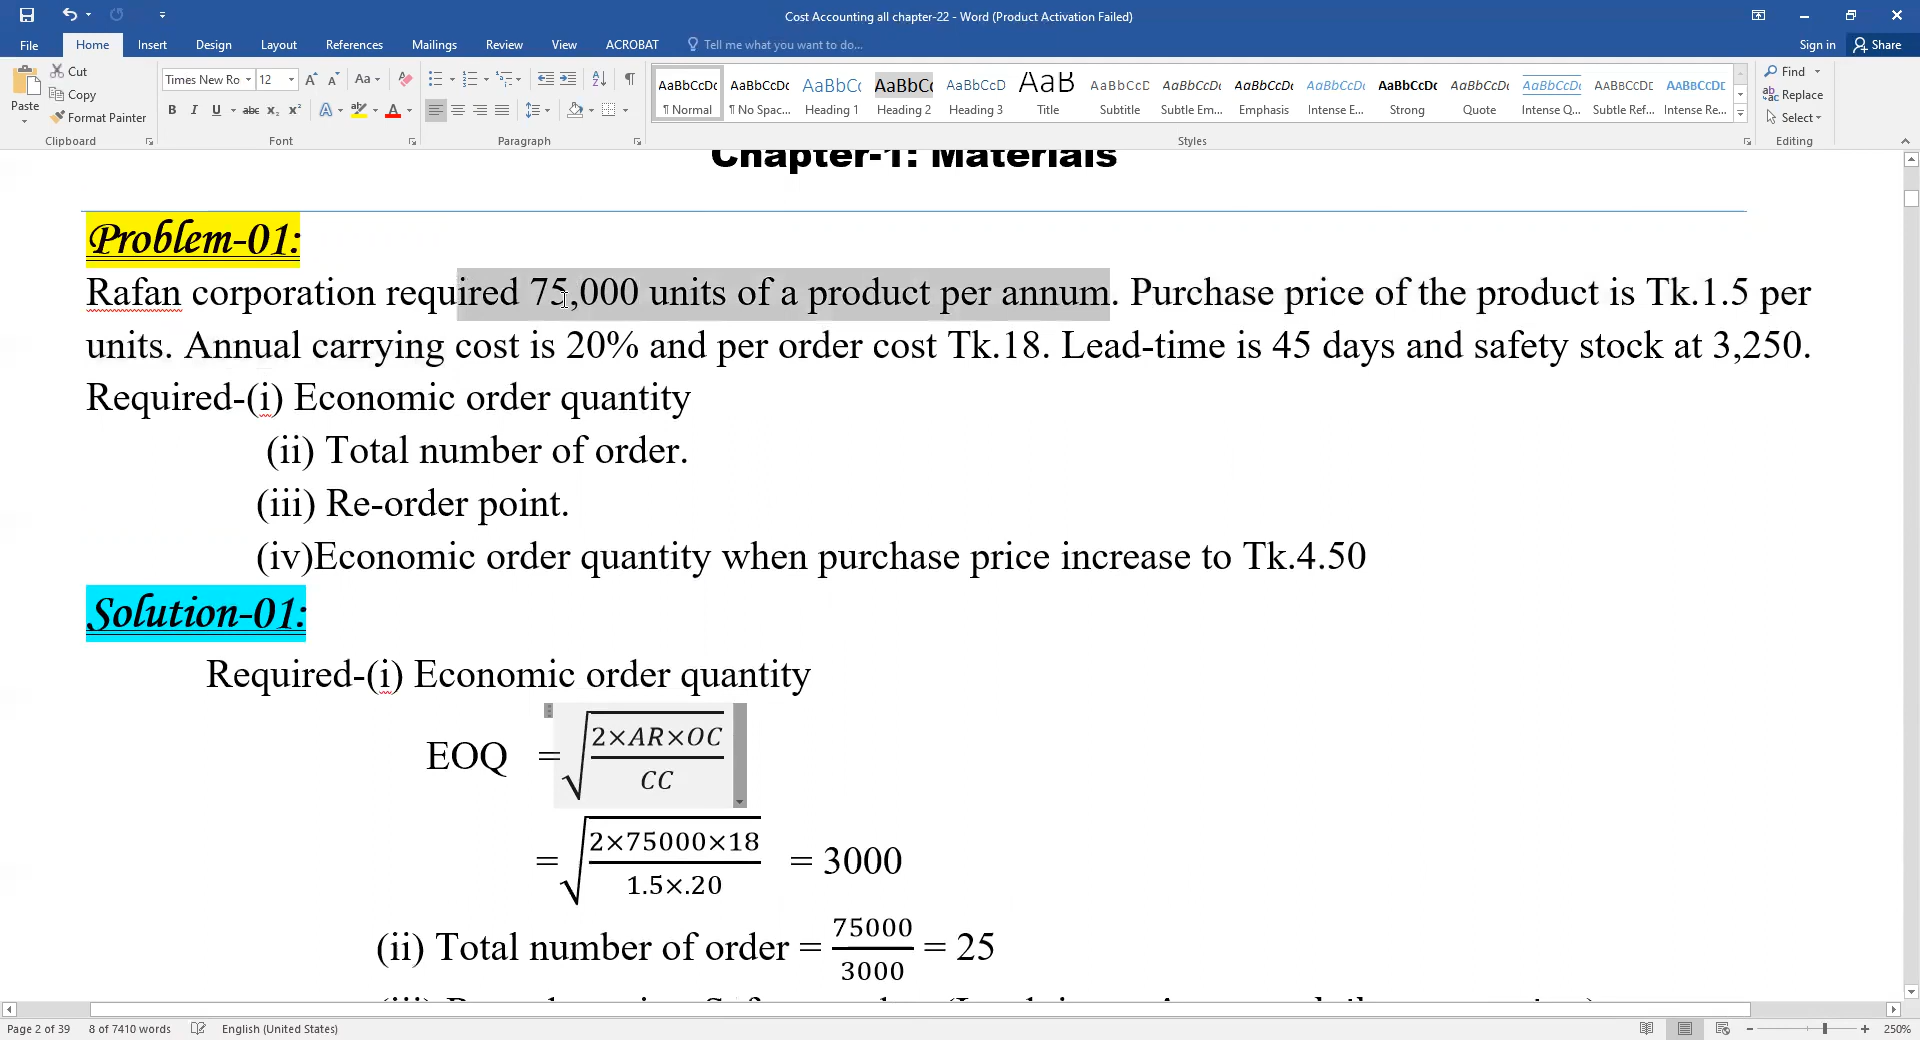 Cost Accounting all chapter-22 - Word (Product Activation Failed)
File Home Insert Design Layout References Mailings Review View ACROBAT Tell me what you want to do... Sign in Share
Paste Cut Copy Format Painter Clipboard
Times New Ro 12 Aa
B I U abc x₂ x² A A
Font
Paragraph
AaBbCcDc AaBbCcDc AaBbCc AaBbCc AaBbCcD AaB AaBbCcD AaBbCcDc AaBbCcDc AaBbCcDc AaBbCcDc AaBbCcDc AaBbCcDc AABBCCDE AABBCCDE
¶ Normal ¶ No Spac... Heading 1 Heading 2 Heading 3 Title Subtitle Subtle Em... Emphasis Intense E... Strong Quote Intense Q... Subtle Ref... Intense Re...
Styles
Find
Replace
Select
Editing
Chapter-1: Materials
Problem-01:
Rafan corporation required 75,000 units of a product per annum. Purchase price of the product is Tk.1.5 per
units. Annual carrying cost is 20% and per order cost Tk.18. Lead-time is 45 days and safety stock at 3,250.
Required-(i) Economic order quantity
(ii) Total number of order.
(iii) Re-order point.
(iv)Economic order quantity when purchase price increase to Tk.4.50
Solution-01:
Required-(i) Economic order quantity
EOQ = √(2×AR×OC / CC)
= √(2×75000×18 / 1.5×.20) = 3000
(ii) Total number of order = 75000 / 3000 = 25
Page 2 of 39 8 of 7410 words English (United States) 250%